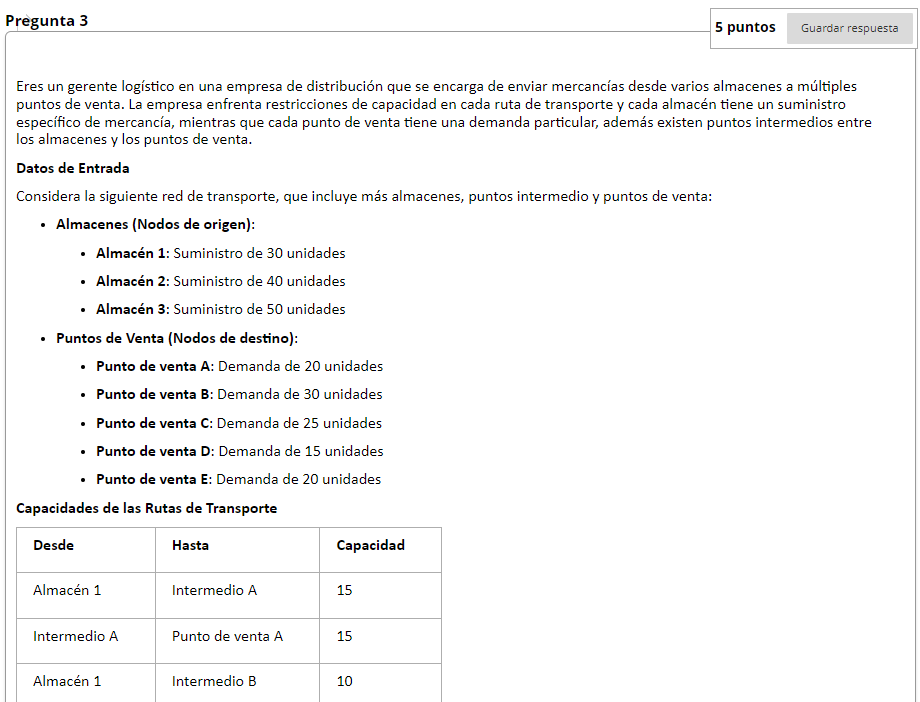 Pregunta 3
5 puntos
Guardar respuesta
Eres un gerente logístico en una empresa de distribución que se encarga de enviar mercancías desde varios almacenes a múltiples
puntos de venta. La empresa enfrenta restricciones de capacidad en cada ruta de transporte y cada almacén tiene un suministro
específico de mercancía, mientras que cada punto de venta tiene una demanda particular, además existen puntos intermedios entre
los almacenes y los puntos de venta.
Datos de Entrada
Considera la siguiente red de transporte, que incluye más almacenes, puntos intermedio y puntos de venta:
• Almacenes (Nodos de origen):
• Almacén 1: Suministro de 30 unidades
• Almacén 2: Suministro de 40 unidades
• Almacén 3: Suministro de 50 unidades
• Puntos de Venta (Nodos de destino):
• Punto de venta A: Demanda de 20 unidades
• Punto de venta B: Demanda de 30 unidades
• Punto de venta C: Demanda de 25 unidades
• Punto de venta D: Demanda de 15 unidades
• Punto de venta E: Demanda de 20 unidades
Capacidades de las Rutas de Transporte
Desde Hasta Capacidad
Almacén 1 Intermedio A 15
Intermedio A Punto de venta A 15
Almacén 1 Intermedio B 10